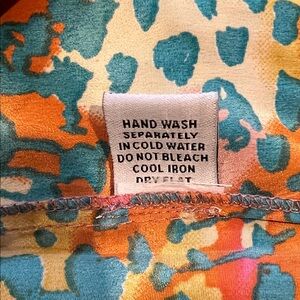 HAND WASH
SEPARATELY
IN COLD WATER
DO NOT BLEACH
COOL IRON
DRY FLAT